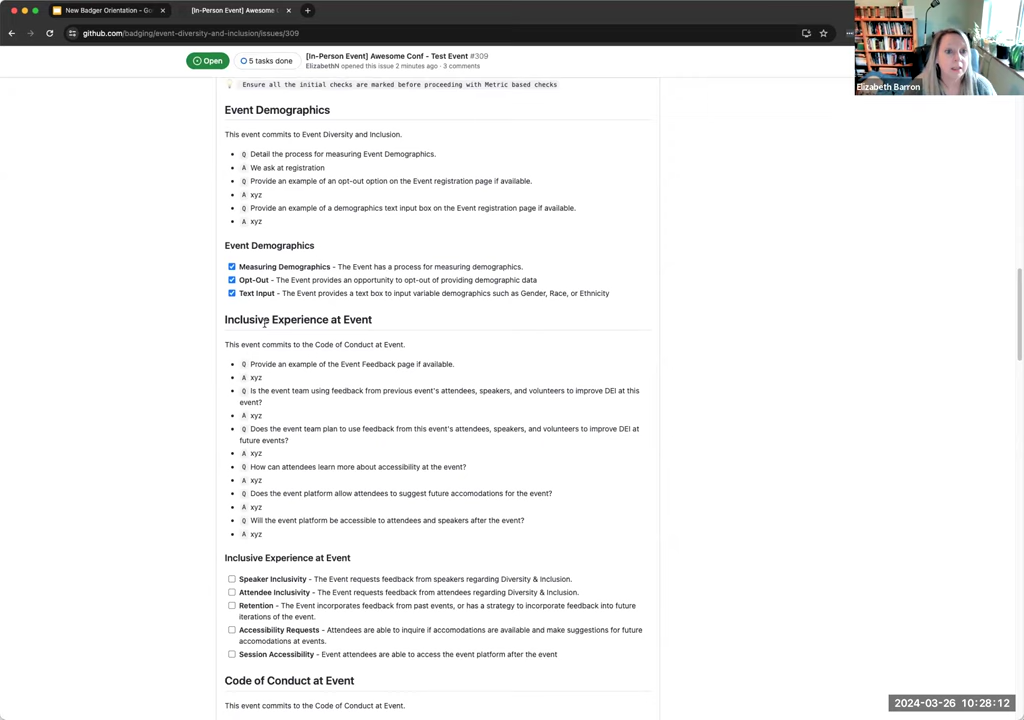 New Badger Orientation - Go
[In-Person Event] Awesome
github.com/badging/event-diversity-and-inclusion/issues/309
Elizabeth Barron
Open
5 tasks done
[In-Person Event] Awesome Conf - Test Event #309
ElizabethN opened this issue 2 minutes ago · 3 comments
Ensure all the initial checks are marked before proceeding with Metric based checks
Event Demographics
This event commits to Event Diversity and Inclusion.
Q Detail the process for measuring Event Demographics.
A We ask at registration
Q Provide an example of an opt-out option on the Event registration page if available.
A xyz
Q Provide an example of a demographics text input box on the Event registration page if available.
A xyz
Event Demographics
Measuring Demographics - The Event has a process for measuring demographics.
Opt-Out - The Event provides an opportunity to opt-out of providing demographic data
Text Input - The Event provides a text box to input variable demographics such as Gender, Race, or Ethnicity
Inclusive Experience at Event
This event commits to the Code of Conduct at Event.
Q Provide an example of the Event Feedback page if available.
A xyz
Q Is the event team using feedback from previous event's attendees, speakers, and volunteers to improve DEI at this
event?
A xyz
Q Does the event team plan to use feedback from this event's attendees, speakers, and volunteers to improve DEI at
future events?
A xyz
Q How can attendees learn more about accessibility at the event?
A xyz
Q Does the event platform allow attendees to suggest future accomodations for the event?
A xyz
Q Will the event platform be accessible to attendees and speakers after the event?
A xyz
Inclusive Experience at Event
Speaker Inclusivity - The Event requests feedback from speakers regarding Diversity & Inclusion.
Attendee Inclusivity - The Event requests feedback from attendees regarding Diversity & Inclusion.
Retention - The Event incorporates feedback from past events, or has a strategy to incorporate feedback into future
iterations of the event.
Accessibility Requests - Attendees are able to inquire if accomodations are available and make suggestions for future
accomodations at events.
Session Accessibility - Event attendees are able to access the event platform after the event
Code of Conduct at Event
This event commits to the Code of Conduct at Event.
2024-03-26 10:28:12